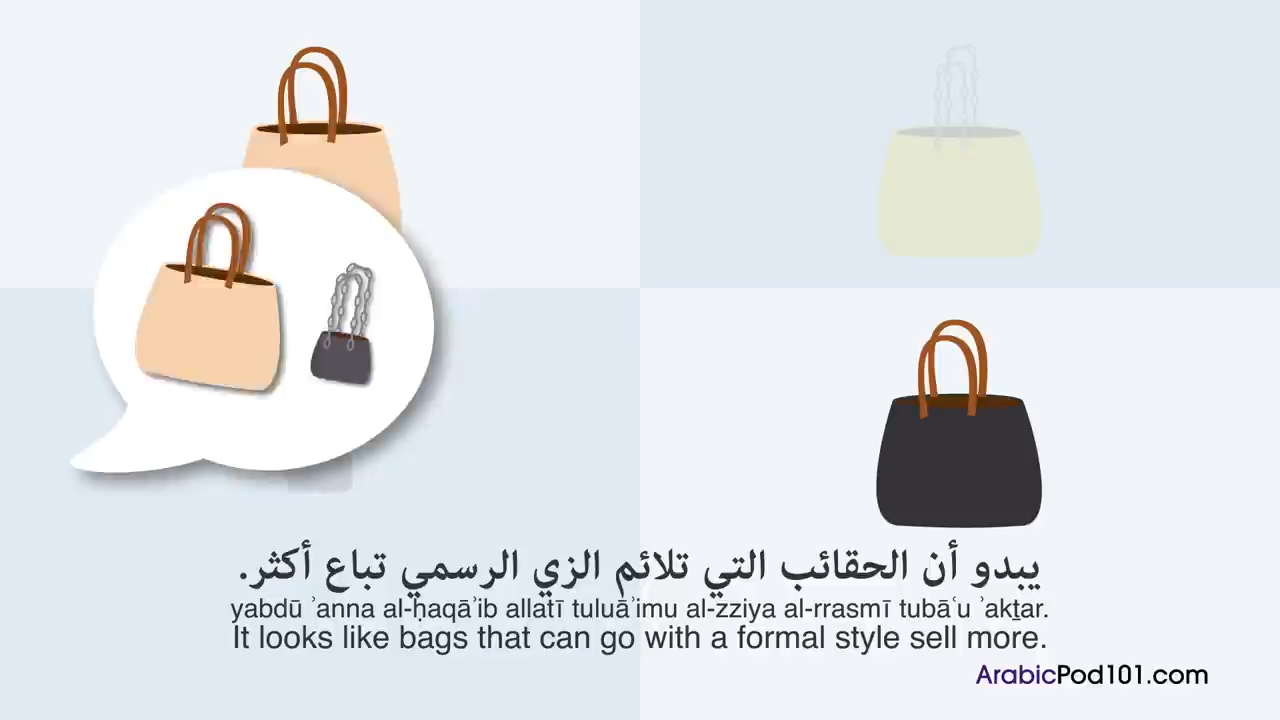 يبدو أن الحقائب التي تلائم الزي الرسمي تباع أكثر.
yabdū ʾanna al-ḥaqāʾib allatī tuluāʾimu al-zziya al-rrasmī tubāʿu ʾakṯar.
It looks like bags that can go with a formal style sell more.
ArabicPod101.com